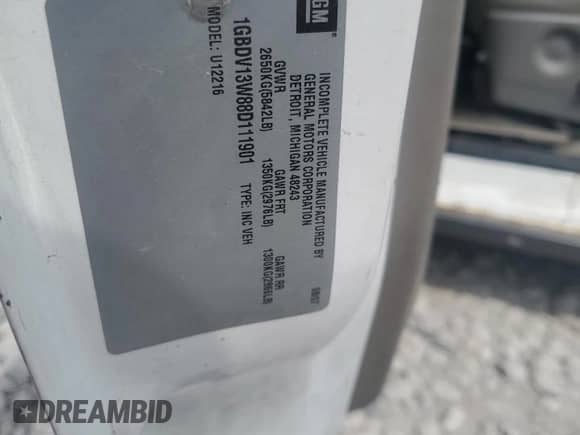 GM
INCOMPLETE VEHICLE MANUFACTURED BY
GENERAL MOTORS CORPORATION
DETROIT, MICHIGAN 48243
GVWR GAWR FRT GAWR RR
2650KG(5842LB) 1350KG(2976LB) 1300KG(2866LB)
1GBDV13W88D111901 TYPE: INC VEH
MODEL: U12216
DREAMBID